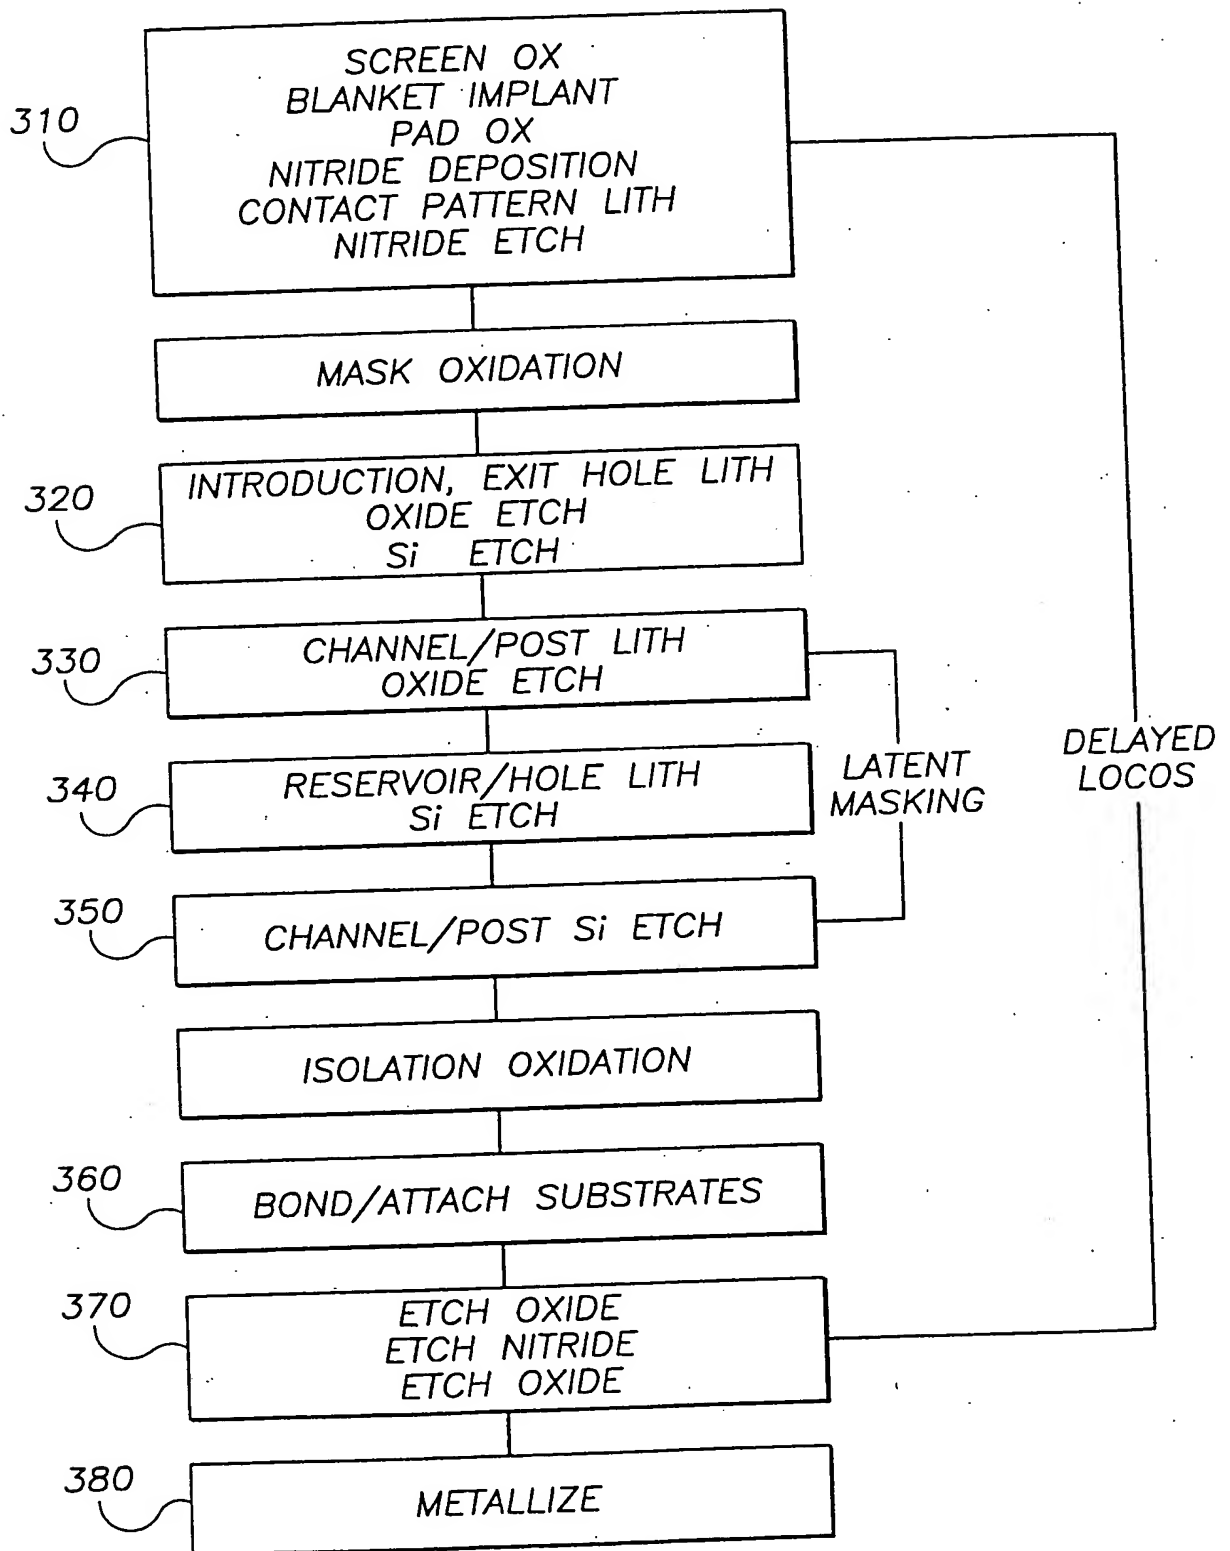 310
SCREEN OX
BLANKET IMPLANT
PAD OX
NITRIDE DEPOSITION
CONTACT PATTERN LITH
NITRIDE ETCH
MASK OXIDATION
320
INTRODUCTION, EXIT HOLE LITH
OXIDE ETCH
Si ETCH
330
CHANNEL/POST LITH
OXIDE ETCH
340
RESERVOIR/HOLE LITH
Si ETCH
LATENT
MASKING
DELAYED
LOCOS
350
CHANNEL/POST Si ETCH
ISOLATION OXIDATION
360
BOND/ATTACH SUBSTRATES
370
ETCH OXIDE
ETCH NITRIDE
ETCH OXIDE
380
METALLIZE